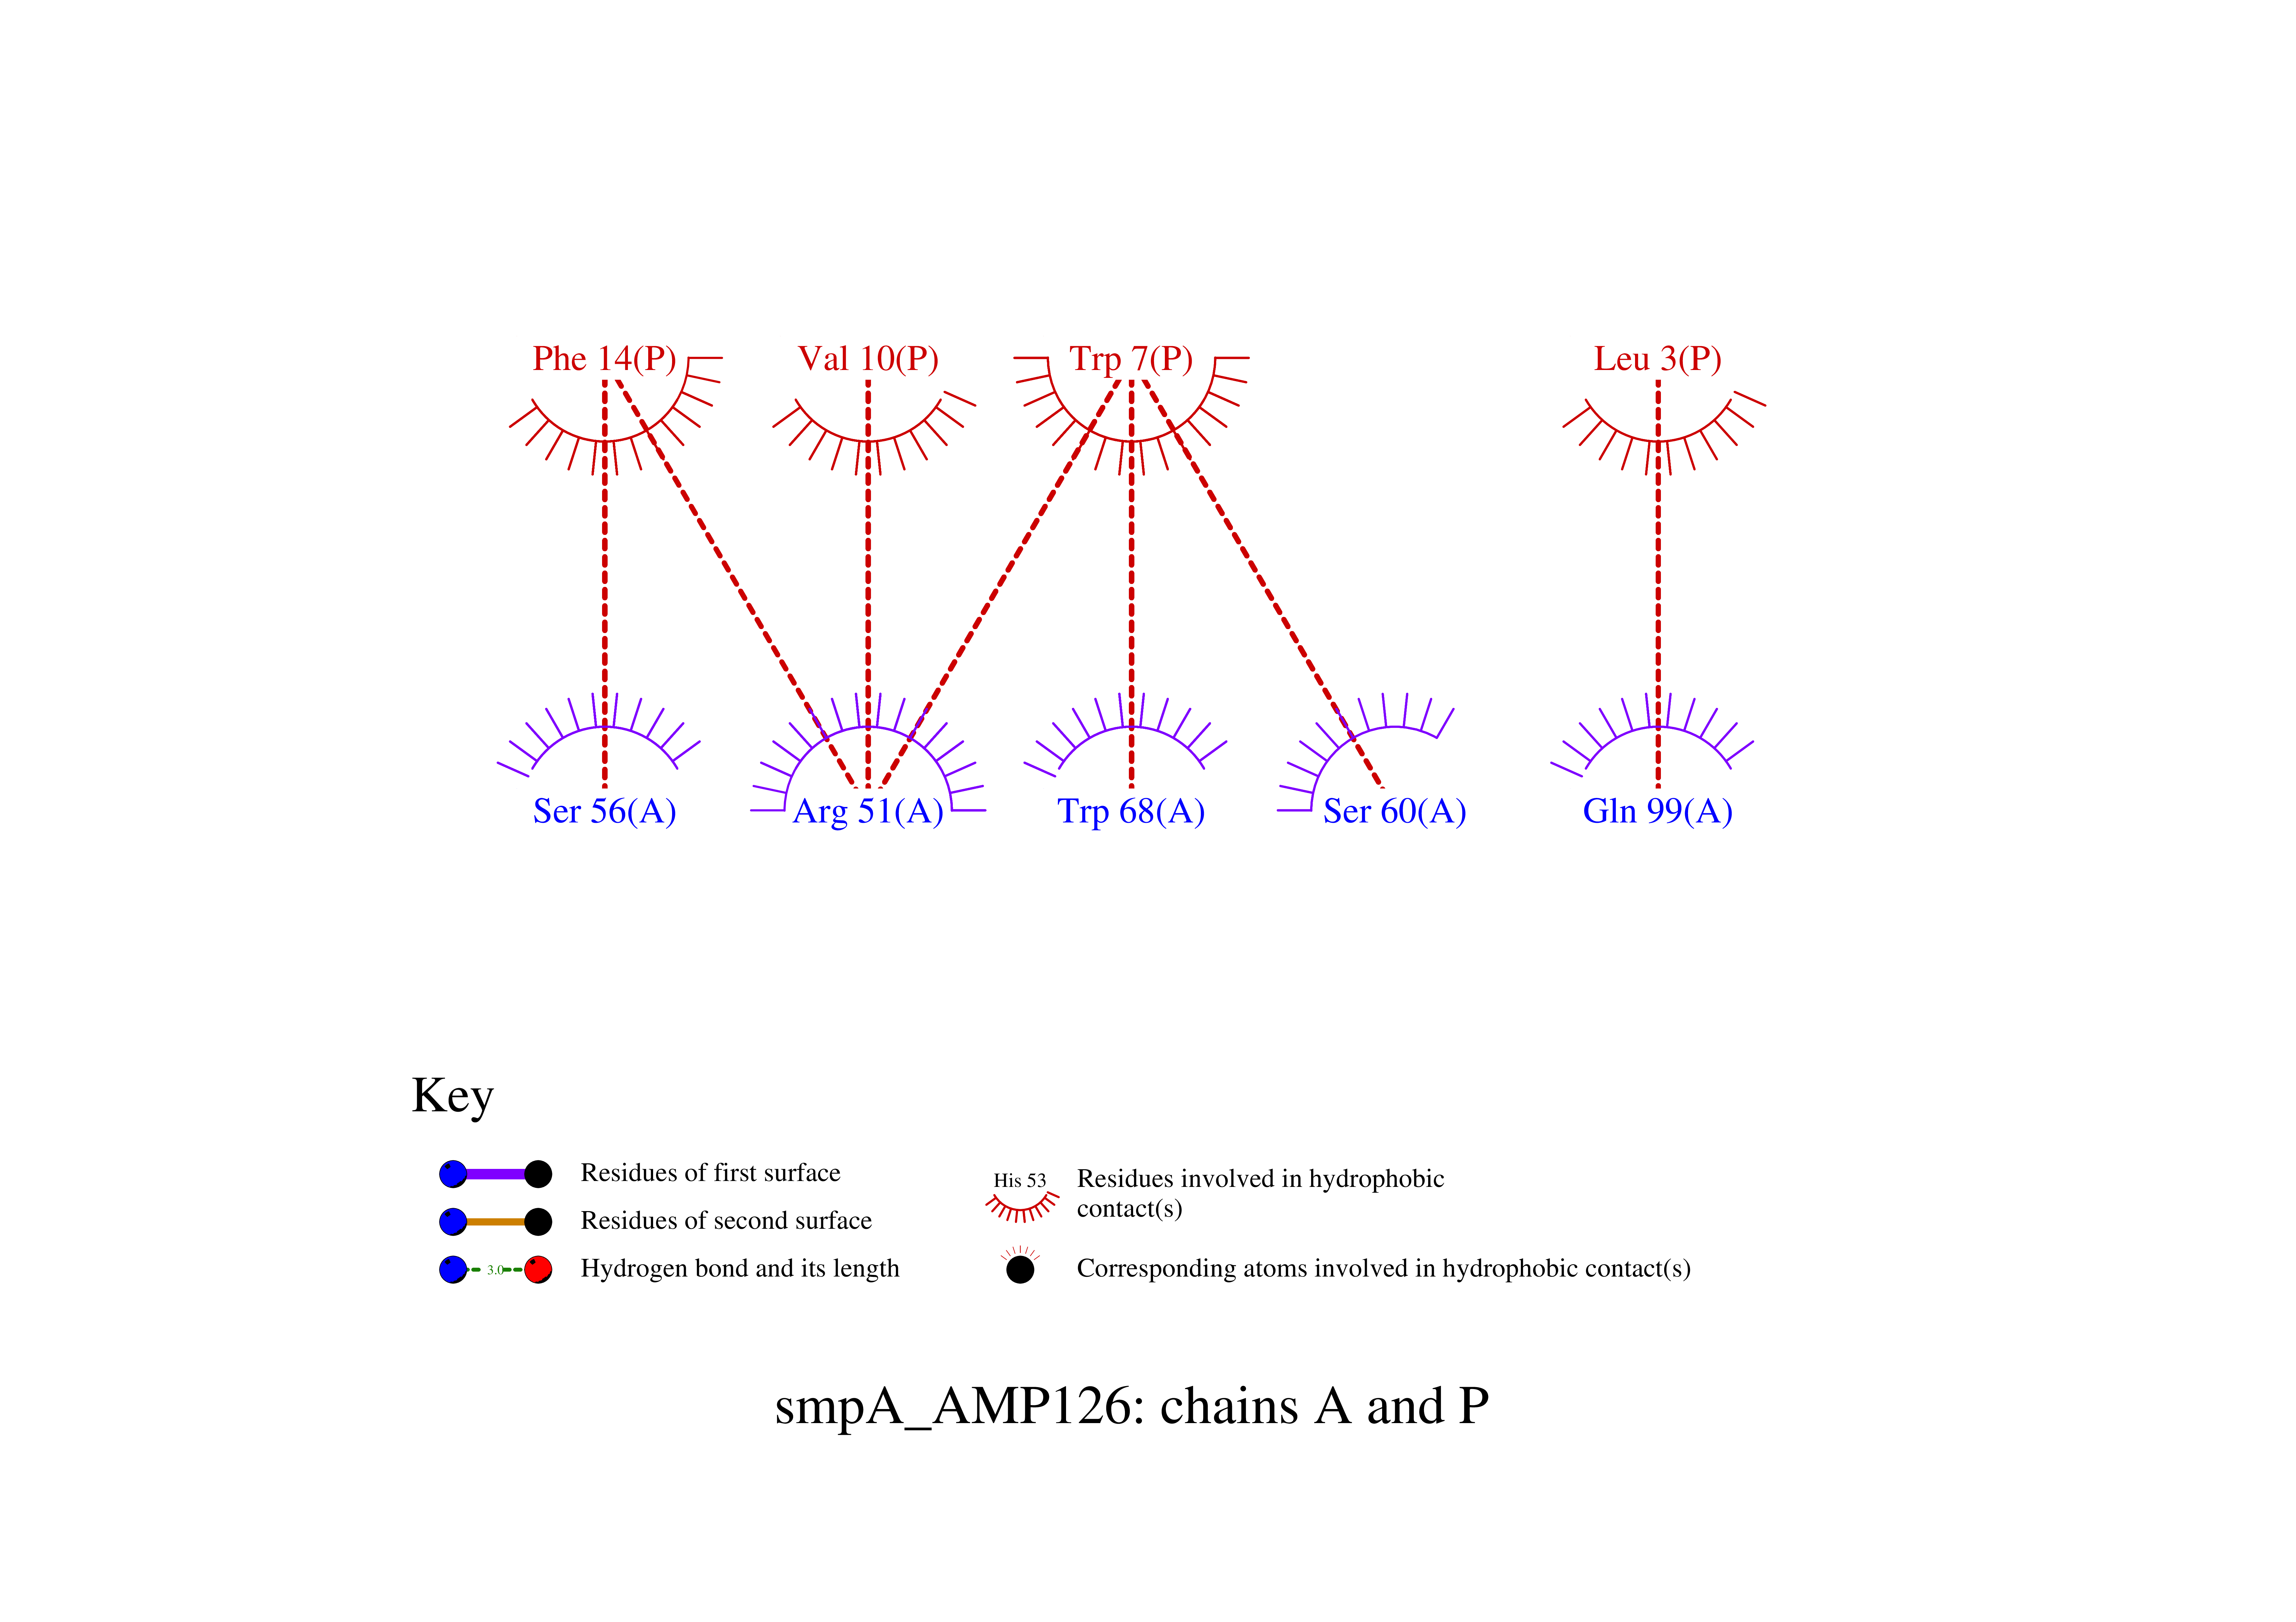 Phe 14(P) Val 10(P) Trp 7(P) Leu 3(P)
Ser 56(A) Arg 51(A) Trp 68(A) Ser 60(A) Gln 99(A)
Key
Residues of first surface
Residues of second surface
3.0 Hydrogen bond and its length
His 53 Residues involved in hydrophobic
contact(s)
Corresponding atoms involved in hydrophobic contact(s)
smpA_AMP126: chains A and P